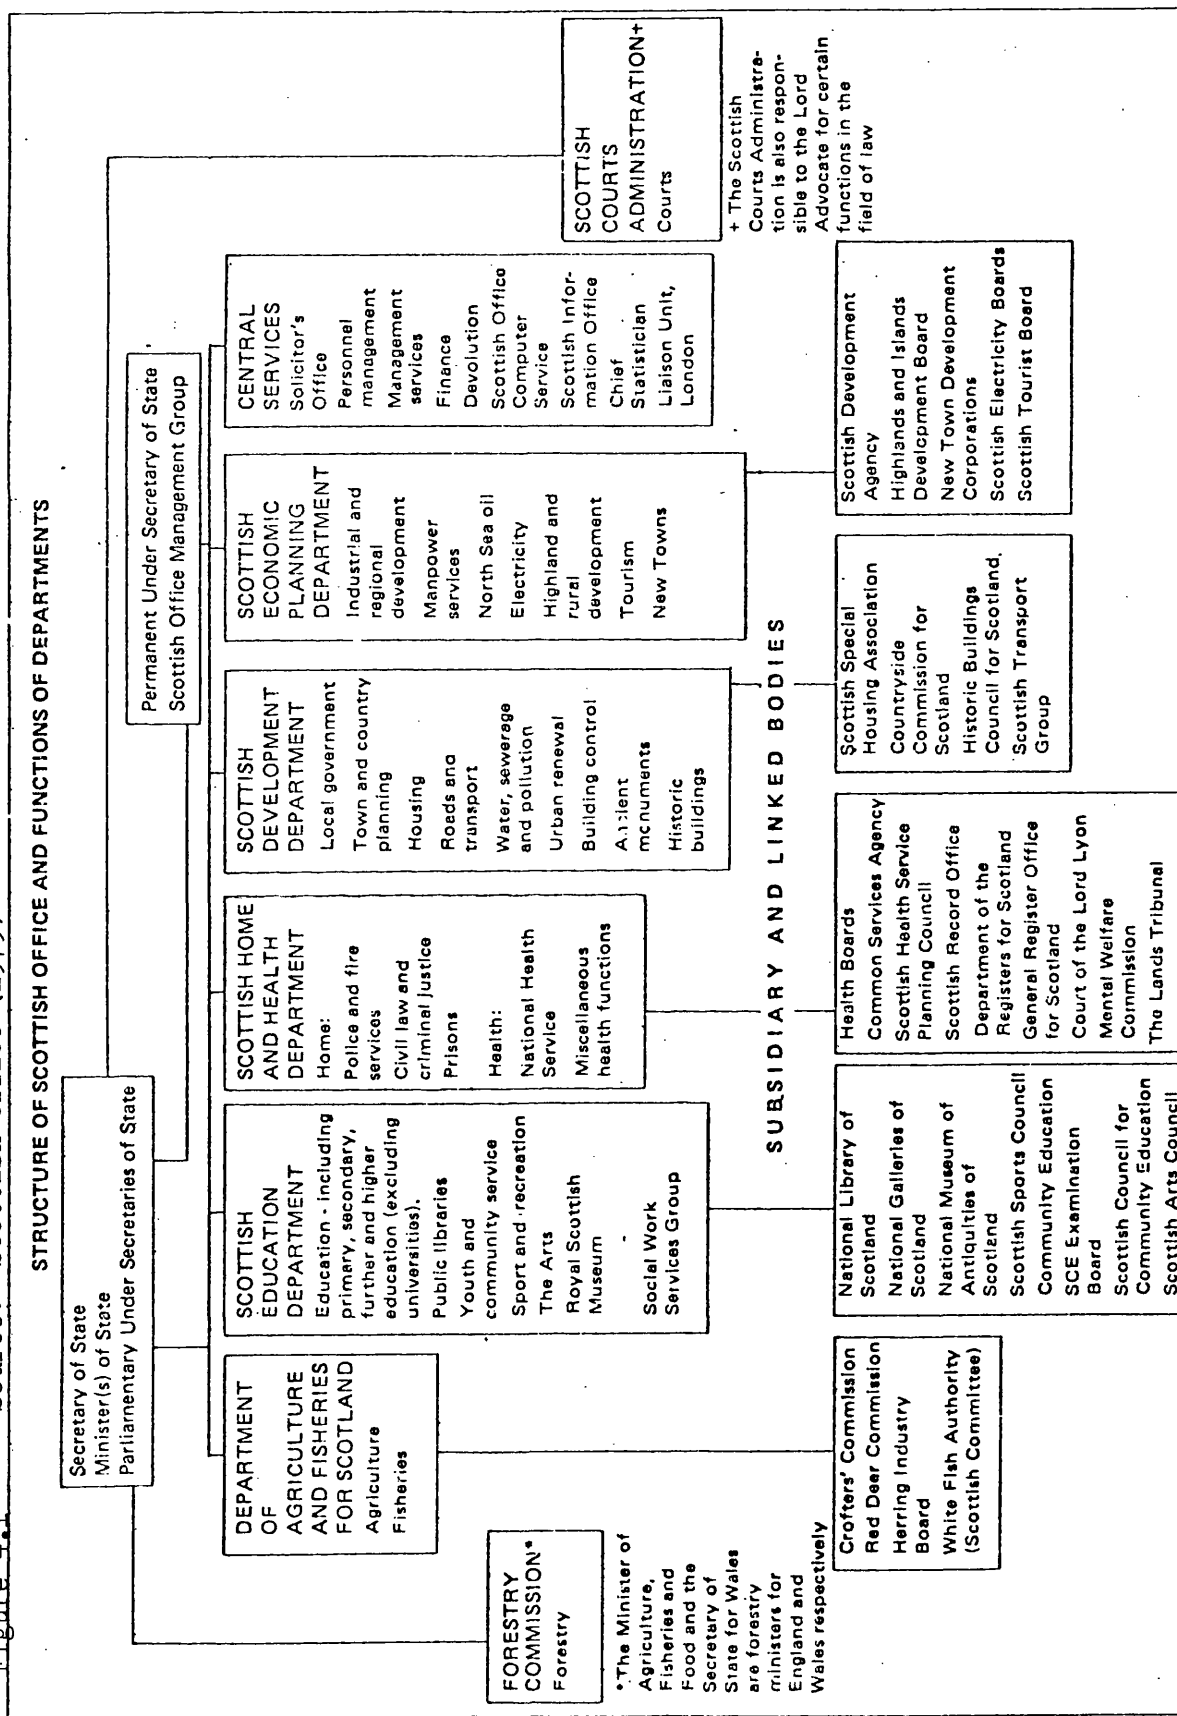 STRUCTURE OF SCOTTISH OFFICE AND FUNCTIONS OF DEPARTMENTS
Secretary of State
Minister(s) of State
Parliamentary Under Secretaries of State
Permanent Under Secretary of State
Scottish Office Management Group
FORESTRY
COMMISSION*
Forestry
*The Minister of
Agriculture,
Fisheries and
Food and the
Secretary of
State for Wales
are forestry
ministers for
England and
Wales respectively
DEPARTMENT
OF
AGRICULTURE
AND FISHERIES
FOR SCOTLAND
Agriculture
Fisheries
SCOTTISH
EDUCATION
DEPARTMENT
Education - including
primary, secondary,
further and higher
education (excluding
universities).
Public libraries
Youth and
community service
Sport and recreation
The Arts
Royal Scottish
Museum
Social Work
Services Group
SCOTTISH HOME
AND HEALTH
DEPARTMENT
Home:
Police and fire
services
Civil law and
criminal justice
Prisons
Health:
National Health
Service
Miscellaneous
health functions
SCOTTISH
DEVELOPMENT
DEPARTMENT
Local government
Town and country
planning
Housing
Roads and
transport
Water, sewerage
and pollution
Urban renewal
Building control
Ancient
monuments
Historic
buildings
SCOTTISH
ECONOMIC
PLANNING
DEPARTMENT
Industrial and
regional
development
Manpower
services
North Sea oil
Electricity
Highland and
rural
development
Tourism
New Towns
CENTRAL
SERVICES
Solicitor's
Office
Personnel
management
Management
services
Finance
Devolution
Scottish Office
Computer
Service
Scottish Infor-
mation Office
Chief
Statistician
Liaison Unit,
London
SCOTTISH
COURTS
ADMINISTRATION+
Courts
+ The Scottish
Courts Administra-
tion is also respon-
sible to the Lord
Advocate for certain
functions in the
field of law
SUBSIDIARY AND LINKED BODIES
Crofters' Commission
Red Deer Commission
Herring Industry
Board
White Fish Authority
(Scottish Committee)
National Library of
Scotland
National Galleries of
Scotland
National Museum of
Antiquities of
Scotland
Scottish Sports Council
Community Education
SCE Examination
Board
Scottish Council for
Community Education
Scottish Arts Council
Health Boards
Common Services Agency
Scottish Health Service
Planning Council
Scottish Record Office
Department of the
Registers for Scotland
General Register Office
for Scotland
Court of the Lord Lyon
Mental Welfare
Commission
The Lands Tribunal
Scottish Special
Housing Association
Countryside
Commission for
Scotland
Historic Buildings
Council for Scotland
Scottish Transport
Group
Scottish Development
Agency
Highlands and Islands
Development Board
New Town Development
Corporations
Scottish Electricity Boards
Scottish Tourist Board